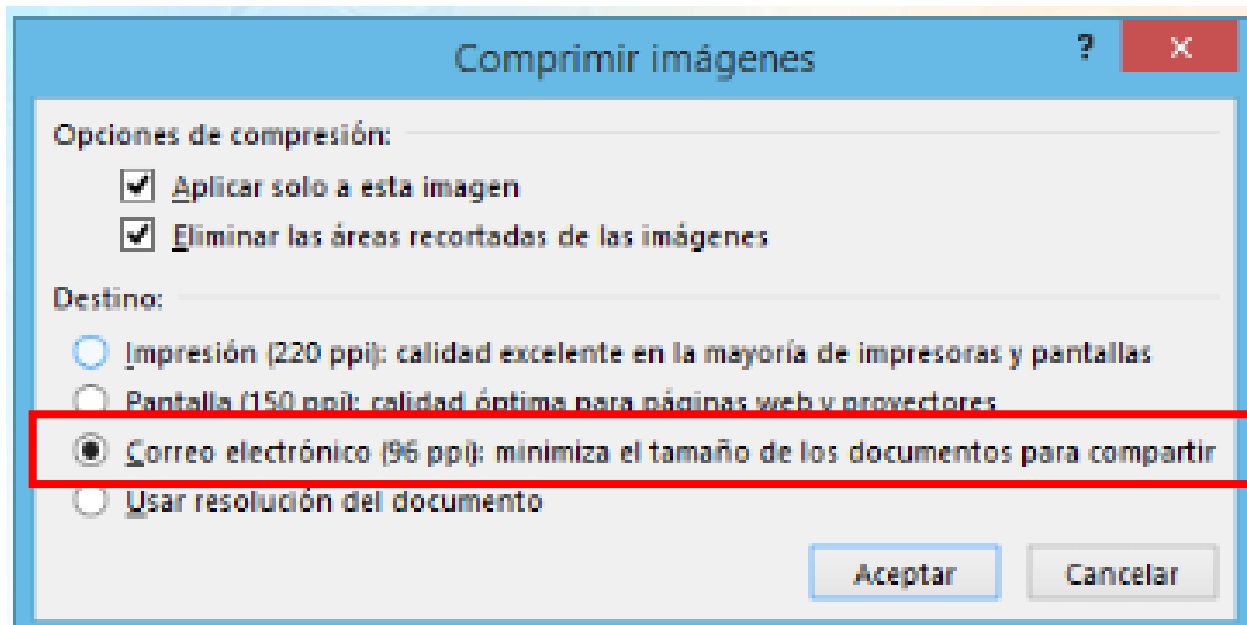 Comprimir imágenes
?
Opciones de compresión:
Aplicar solo a esta imagen
Eliminar las áreas recortadas de las imágenes
Destino:
Impresión (220 ppi): calidad excelente en la mayoría de impresoras y pantallas
Pantalla (150 ppi): calidad óptima para páginas web y proyectores
Correo electrónico (96 ppi): minimiza el tamaño de los documentos para compartir
Usar resolución del documento
Aceptar Cancelar